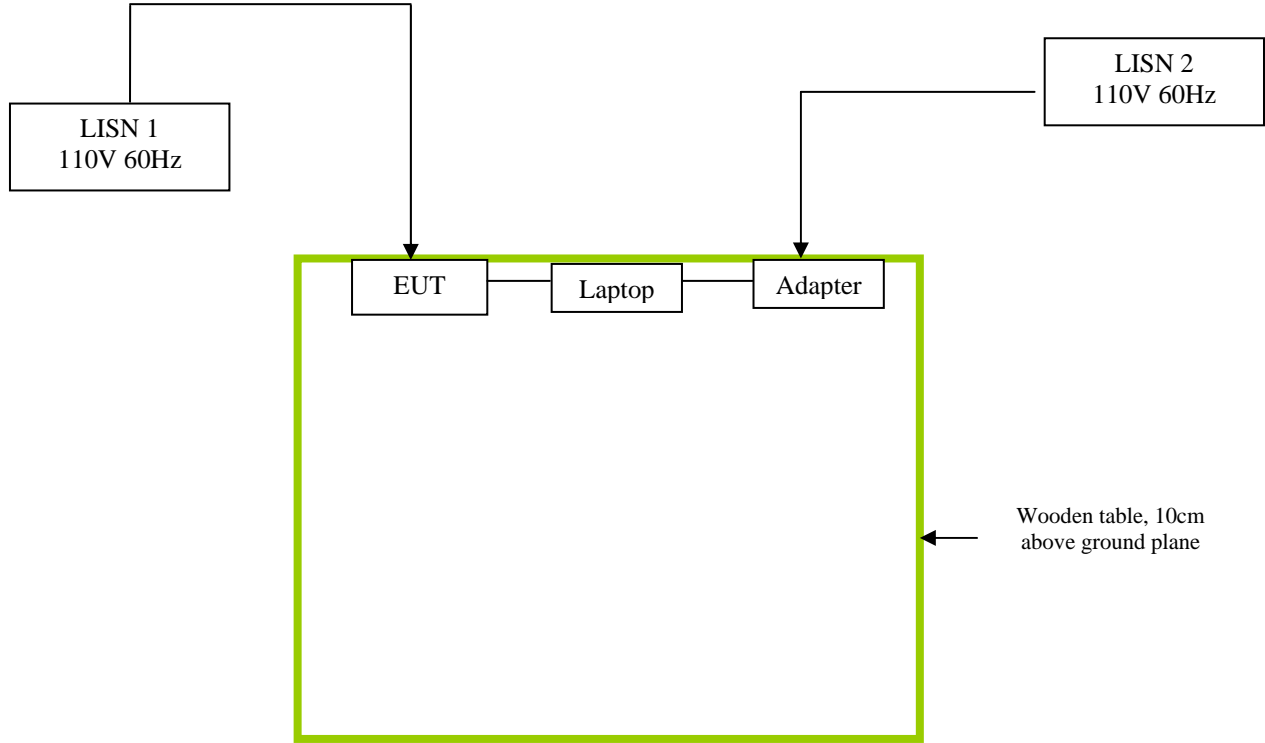 LISN 1
110V 60Hz
LISN 2
110V 60Hz
EUT
Laptop
Adapter
Wooden table, 10cm
above ground plane